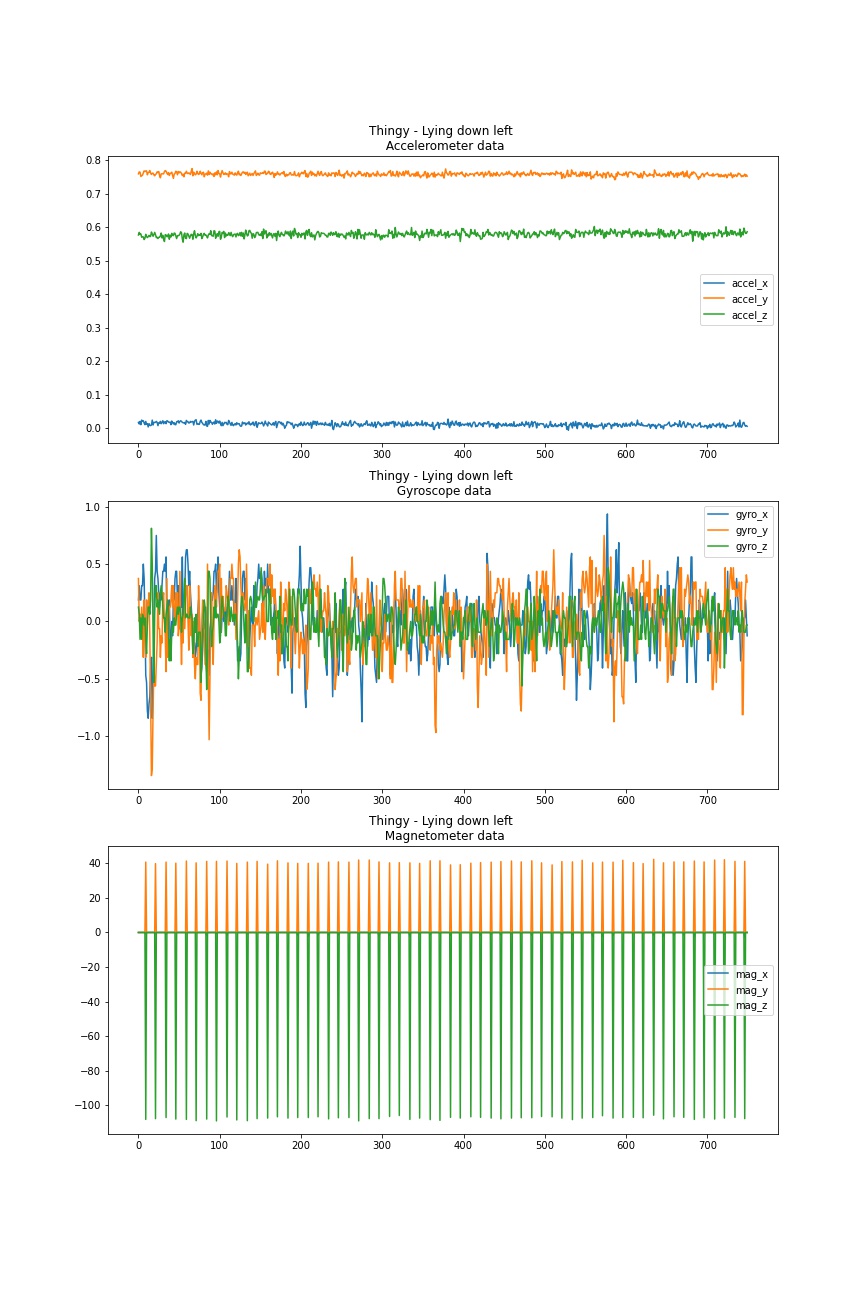 Thingy - Lying down left
Accelerometer data
0.8
0.7
0.6
0.5
0.4
0.3
0.2
0.1
0.0
accel_x
accel_y
accel_z
0 100 200 300 400 500 600 700
Thingy - Lying down left
Gyroscope data
1.0
0.5
0.0
−0.5
−1.0
gyro_x
gyro_y
gyro_z
0 100 200 300 400 500 600 700
Thingy - Lying down left
Magnetometer data
40
20
0
−20
−40
−60
−80
−100
mag_x
mag_y
mag_z
0 100 200 300 400 500 600 700